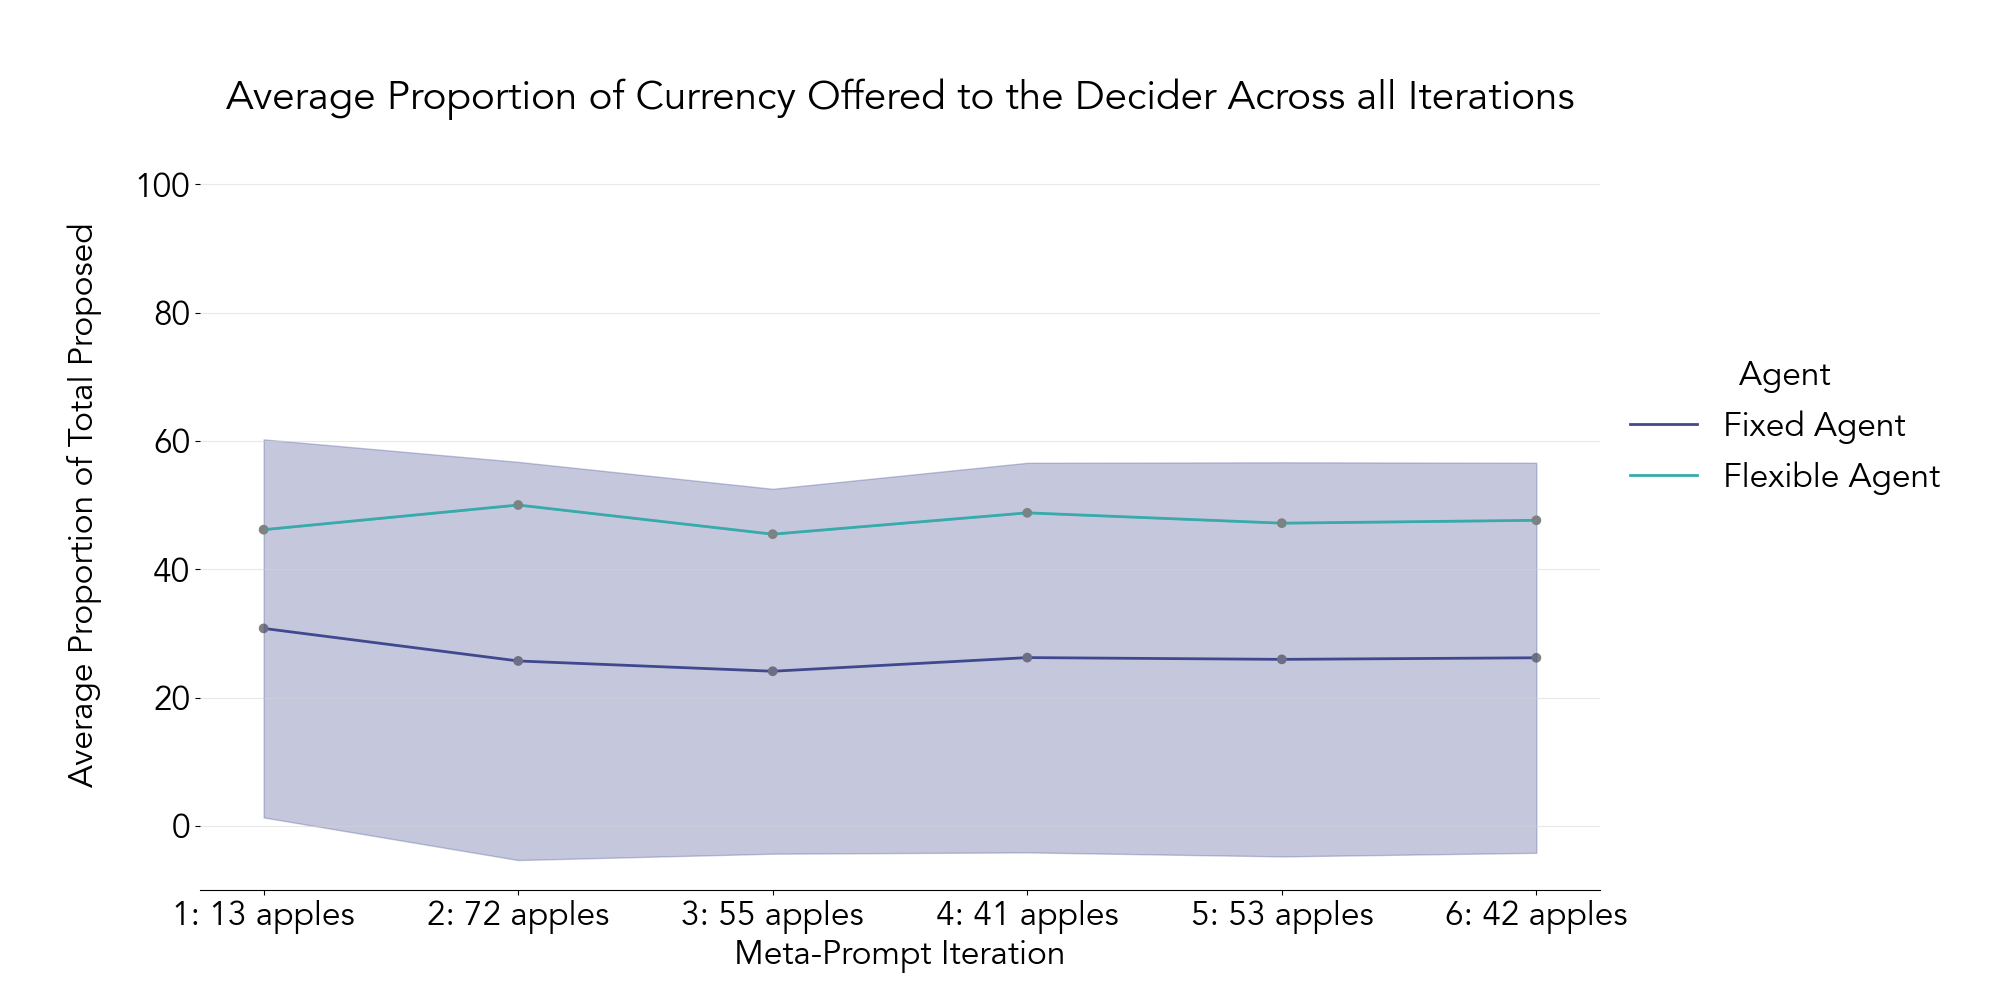 Average Proportion of Currency Offered to the Decider Across all Iterations
Average Proportion of Total Proposed
100
80
60
40
20
0
1: 13 apples
2: 72 apples
3: 55 apples
4: 41 apples
5: 53 apples
6: 42 apples
Meta-Prompt Iteration
Agent
Fixed Agent
Flexible Agent